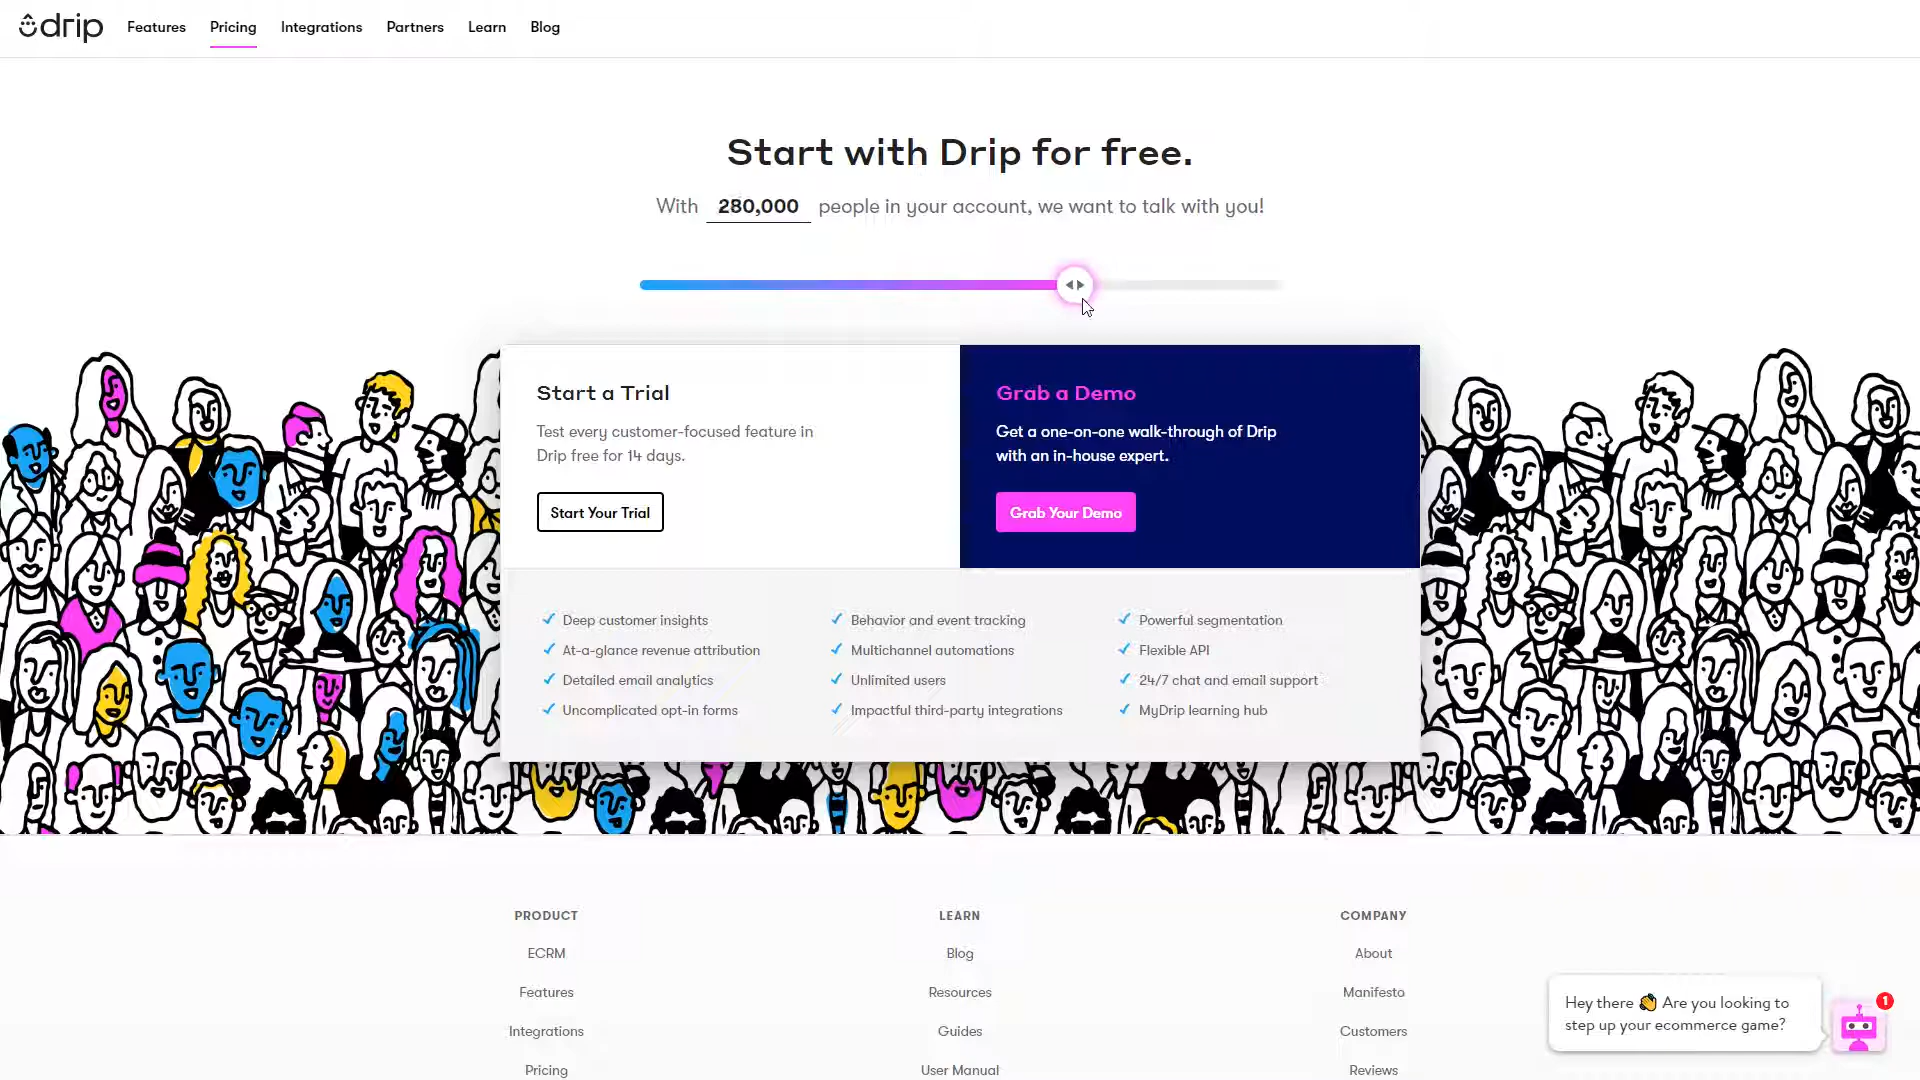 drip Features Pricing Integrations Partners Learn Blog
Start with Drip for free.
With 280,000 people in your account, we want to talk with you!
Start a Trial
Test every customer-focused feature in
Drip free for 14 days.
Start Your Trial
Grab a Demo
Get a one-on-one walk-through of Drip
with an in-house expert.
Grab Your Demo
Deep customer insights
At-a-glance revenue attribution
Detailed email analytics
Uncomplicated opt-in forms
Behavior and event tracking
Multichannel automations
Unlimited users
Impactful third-party integrations
Powerful segmentation
Flexible API
24/7 chat and email support
MyDrip learning hub
PRODUCT
ECRM
Features
Integrations
Pricing
LEARN
Blog
Resources
Guides
User Manual
COMPANY
About
Manifesto
Customers
Reviews
Hey there 👋 Are you looking to
step up your ecommerce game?
1